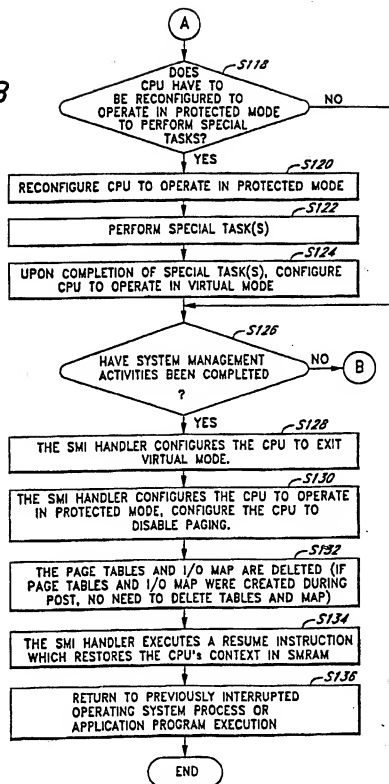 A
B
S118
DOES
CPU HAVE TO
BE RECONFIGURED TO
OPERATE IN PROTECTED MODE
TO PERFORM SPECIAL
TASKS?
NO
YES
S120
RECONFIGURE CPU TO OPERATE IN PROTECTED MODE
S122
PERFORM SPECIAL TASK(S)
S124
UPON COMPLETION OF SPECIAL TASK(S), CONFIGURE
CPU TO OPERATE IN VIRTUAL MODE
S126
HAVE SYSTEM MANAGEMENT
ACTIVITIES BEEN COMPLETED
?
NO
B
YES
S128
THE SMI HANDLER CONFIGURES THE CPU TO EXIT
VIRTUAL MODE.
S130
THE SMI HANDLER CONFIGURES THE CPU TO OPERATE
IN PROTECTED MODE, CONFIGURE THE CPU TO
DISABLE PAGING.
S132
THE PAGE TABLES AND I/O MAP ARE DELETED (IF
PAGE TABLES AND I/O MAP WERE CREATED DURING
POST, NO NEED TO DELETE TABLES AND MAP)
S134
THE SMI HANDLER EXECUTES A RESUME INSTRUCTION
WHICH RESTORES THE CPU's CONTEXT IN SMRAM
S136
RETURN TO PREVIOUSLY INTERRUPTED
OPERATING SYSTEM PROCESS OR
APPLICATION PROGRAM EXECUTION
END